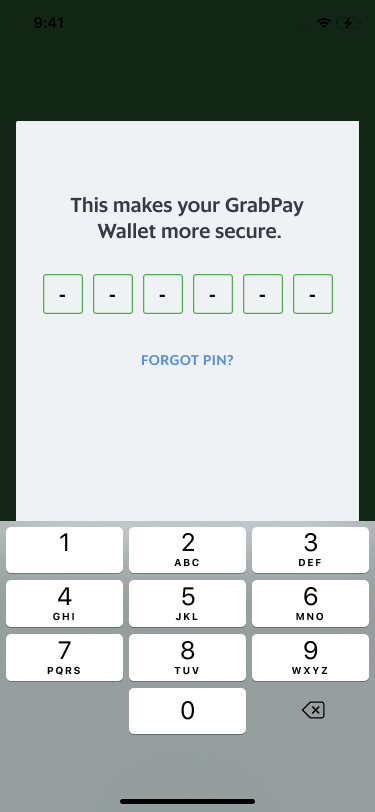 9:41
This makes your GrabPay
Wallet more secure.
- - - - - -
FORGOT PIN?
1 2 3
ABC DEF
4 5 6
GHI JKL MNO
7 8 9
PQRS TUV WXYZ
0